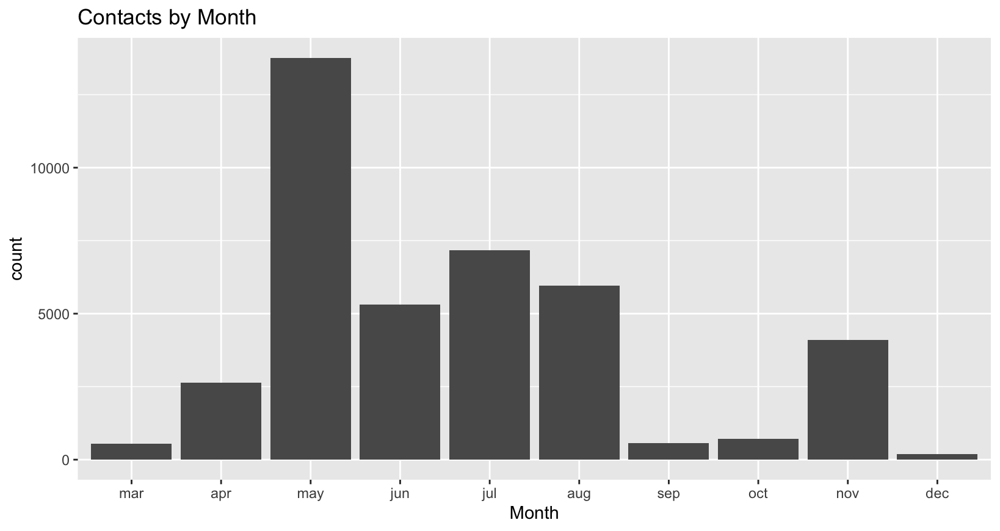 Contacts by Month
count
10000
5000
0
mar apr may jun jul aug sep oct nov dec
Month